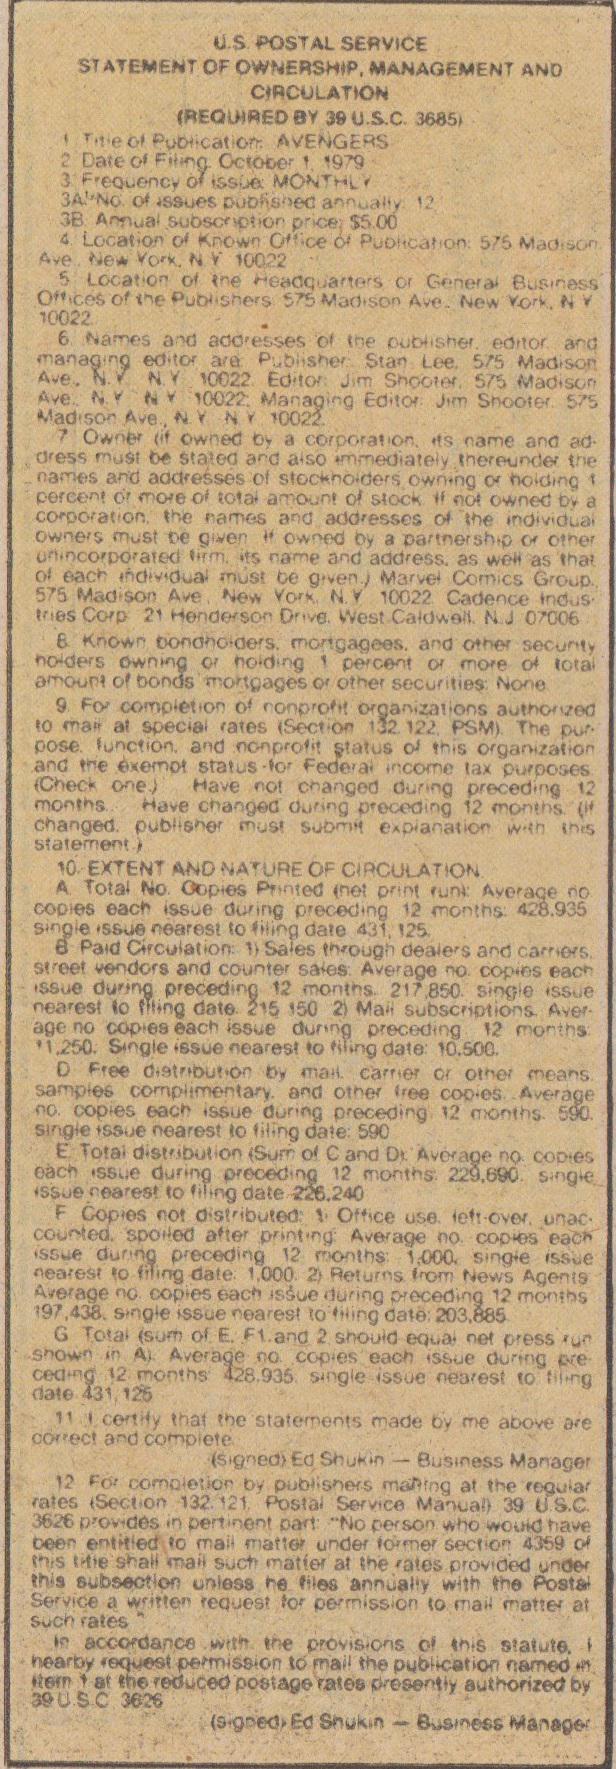 U.S. POSTAL SERVICE
STATEMENT OF OWNERSHIP, MANAGEMENT AND
CIRCULATION
(REQUIRED BY 39 U.S.C. 3685)
1. Title of Publication: AVENGERS
2. Date of Filing: October 1, 1979
3. Frequency of issue: MONTHLY
3A. No. of issues published annually: 12
3B. Annual subscription price: $5.00
4. Location of Known Office of Publication: 575 Madison
Ave., New York, N.Y. 10022
5. Location of the Headquarters or General Business
Offices of the Publishers: 575 Madison Ave., New York, N.Y.
10022.
6. Names and addresses of the publisher, editor, and
managing editor are: Publisher: Stan Lee, 575 Madison
Ave., N.Y. N.Y. 10022. Editor: Jim Shooter, 575 Madison
Ave., N.Y. N.Y. 10022; Managing Editor: Jim Shooter, 575
Madison Ave., N.Y. N.Y. 10022.
7. Owner (if owned by a corporation, its name and ad-
dress must be stated and also immediately thereunder the
names and addresses of stockholders owning or holding 1
percent or more of total amount of stock. If not owned by a
corporation, the names and addresses of the individual
owners must be given. If owned by a partnership or other
unincorporated firm, its name and address, as well as that
of each individual must be given.) Marvel Comics Group,
575 Madison Ave., New York, N.Y. 10022 Cadence Indus-
tries Corp. 21 Henderson Drive, West Caldwell, N.J. 07006
8. Known bondholders, mortgagees, and other security
holders owning or holding 1 percent or more of total
amount of bonds mortgages or other securities: None
9. For completion of nonprofit organizations authorized
to mail at special rates (Section 132.122, PSM). The pur-
pose, function, and nonprofit status of this organization
and the exempt status for Federal income tax purposes
(Check one.) Have not changed during preceding 12
months. Have changed during preceding 12 months. (if
changed, publisher must submit explanation with this
statement.)
10. EXTENT AND NATURE OF CIRCULATION
A. Total No. Copies Printed (net print run): Average no.
copies each issue during preceding 12 months: 428,935
single issue nearest to filing date 431,125.
B. Paid Circulation: 1) Sales through dealers and carriers,
street vendors and counter sales: Average no. copies each
issue during preceding 12 months. 217,850. single issue
nearest to filing date. 215,150 2) Mail subscriptions. Aver-
age no copies each issue during preceding 12 months:
11,250. Single issue nearest to filing date: 10,500.
D. Free distribution by mail, carrier or other means,
samples complimentary, and other free copies. Average
no. copies each issue during preceding 12 months. 590.
single issue nearest to filing date: 590
E. Total distribution (Sum of C and D): Average no. copies
each issue during preceding 12 months: 229,690. single
issue nearest to filing date 226,240
F. Copies not distributed: 1) Office use, left-over, unac-
counted, spoiled after printing: Average no. copies each
issue during preceding 12 months: 1,000, single issue
nearest to filing date: 1,000. 2) Returns from News Agents
Average no. copies each issue during preceding 12 months
197,438, single issue nearest to filing date; 203,885
G. Total (sum of E, F1 and 2 should equal net press run
shown in A). Average no. copies each issue during pre-
ceding 12 months: 428,935, single issue nearest to filing
date 431,125
11. I certify that the statements made by me above are
correct and complete.
(signed) Ed Shukin — Business Manager
12. For completion by publishers mailing at the regular
rates (Section 132.121, Postal Service Manual) 39 U.S.C.
3626 provides in pertinent part: "No person who would have
been entitled to mail matter under former section 4359 of
this title shall mail such matter at the rates provided under
this subsection unless he files annually with the Postal
Service a written request for permission to mail matter at
such rates."
In accordance with the provisions of this statute, I
hearby request permission to mail the publication named in
item 1 at the reduced postage rates presently authorized by
39 U.S.C. 3626
(signed) Ed Shukin — Business Manager